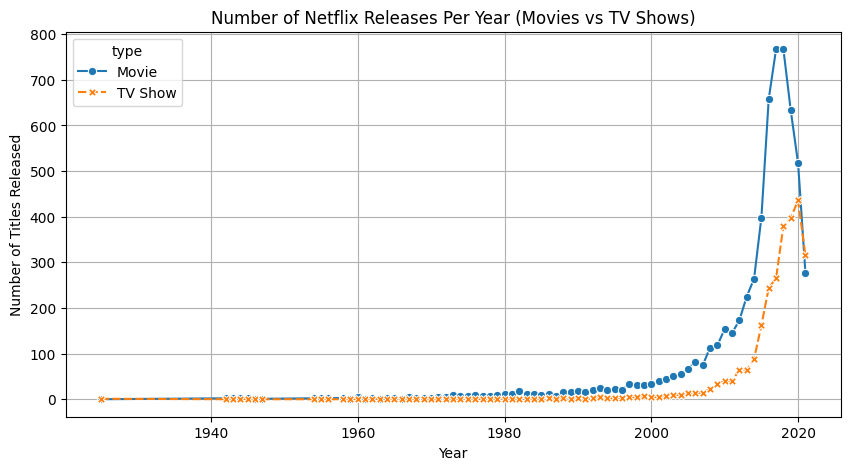 Number of Netflix Releases Per Year (Movies vs TV Shows)
type
Movie
TV Show
Number of Titles Released
800
700
600
500
400
300
200
100
0
1940
1960
1980
2000
2020
Year